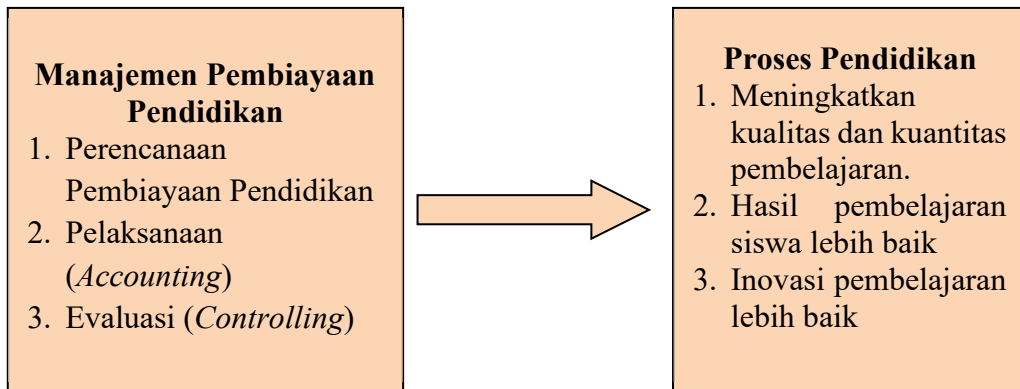 Manajemen Pembiayaan
Pendidikan
1. Perencanaan
Pembiayaan Pendidikan
2. Pelaksanaan
(Accounting)
3. Evaluasi (Controlling)
Proses Pendidikan
1. Meningkatkan
kualitas dan kuantitas
pembelajaran.
2. Hasil pembelajaran
siswa lebih baik
3. Inovasi pembelajaran
lebih baik